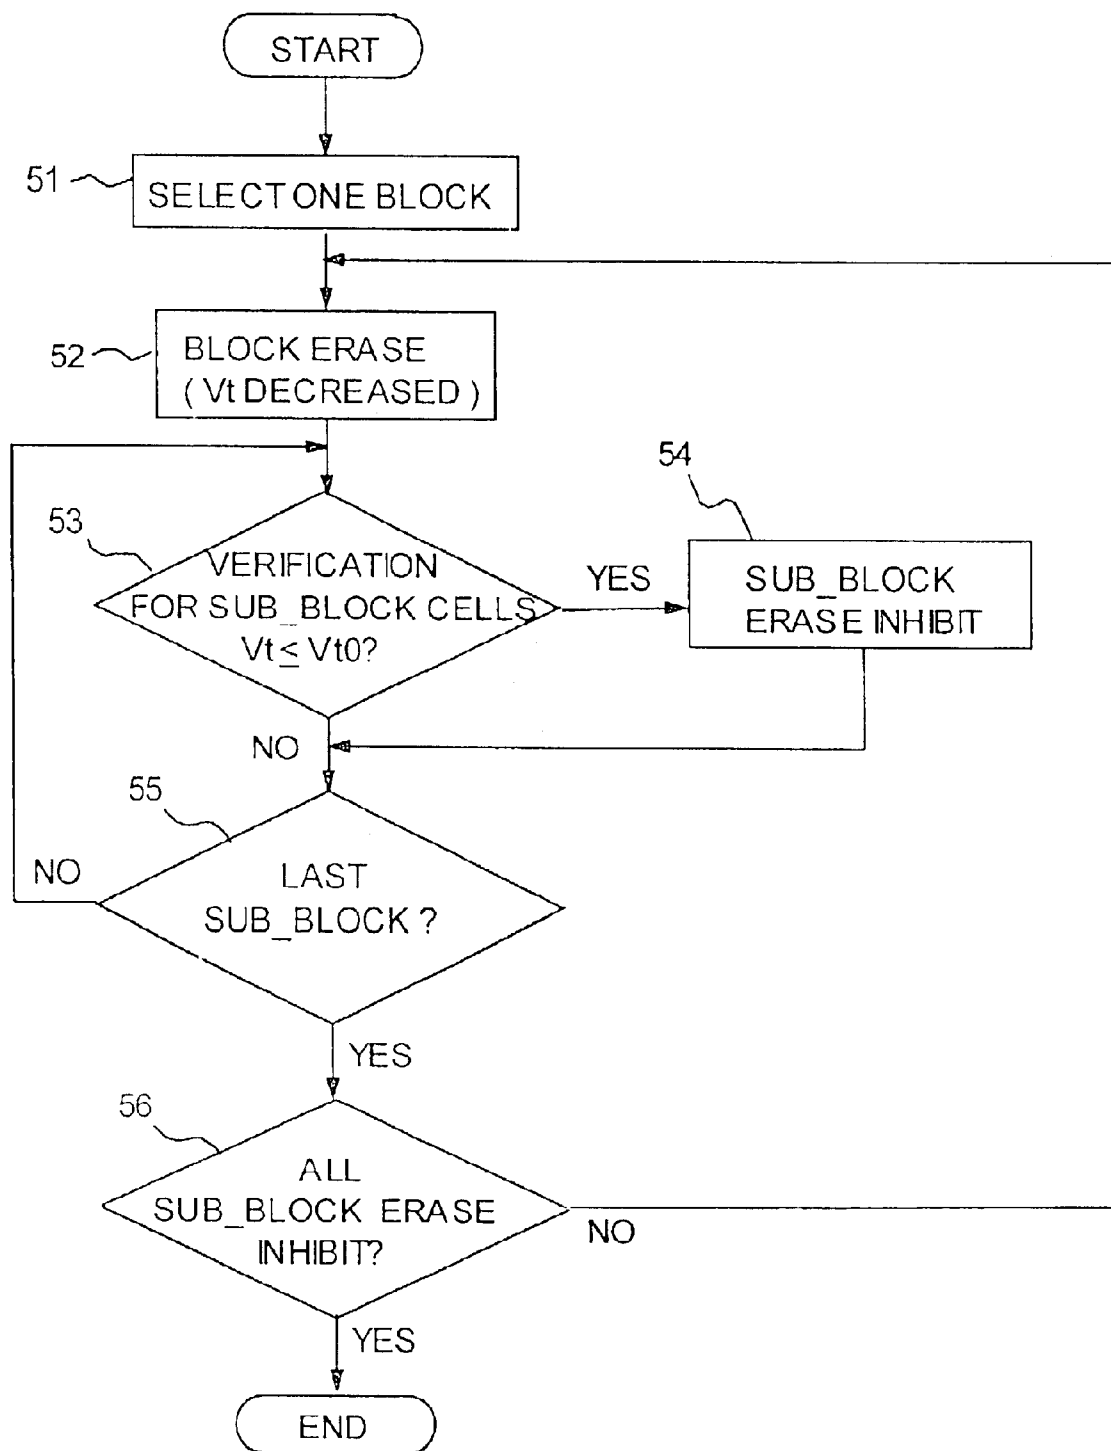 START
51
SELECT ONE BLOCK
52
BLOCK ERASE
( Vt DECREASED )
53
VERIFICATION
FOR SUB_BLOCK CELLS
Vt ≤ Vt0?
YES
54
SUB_BLOCK
ERASE INHIBIT
NO
55
LAST
SUB_BLOCK ?
NO
YES
56
ALL
SUB_BLOCK ERASE
INHIBIT?
NO
YES
END